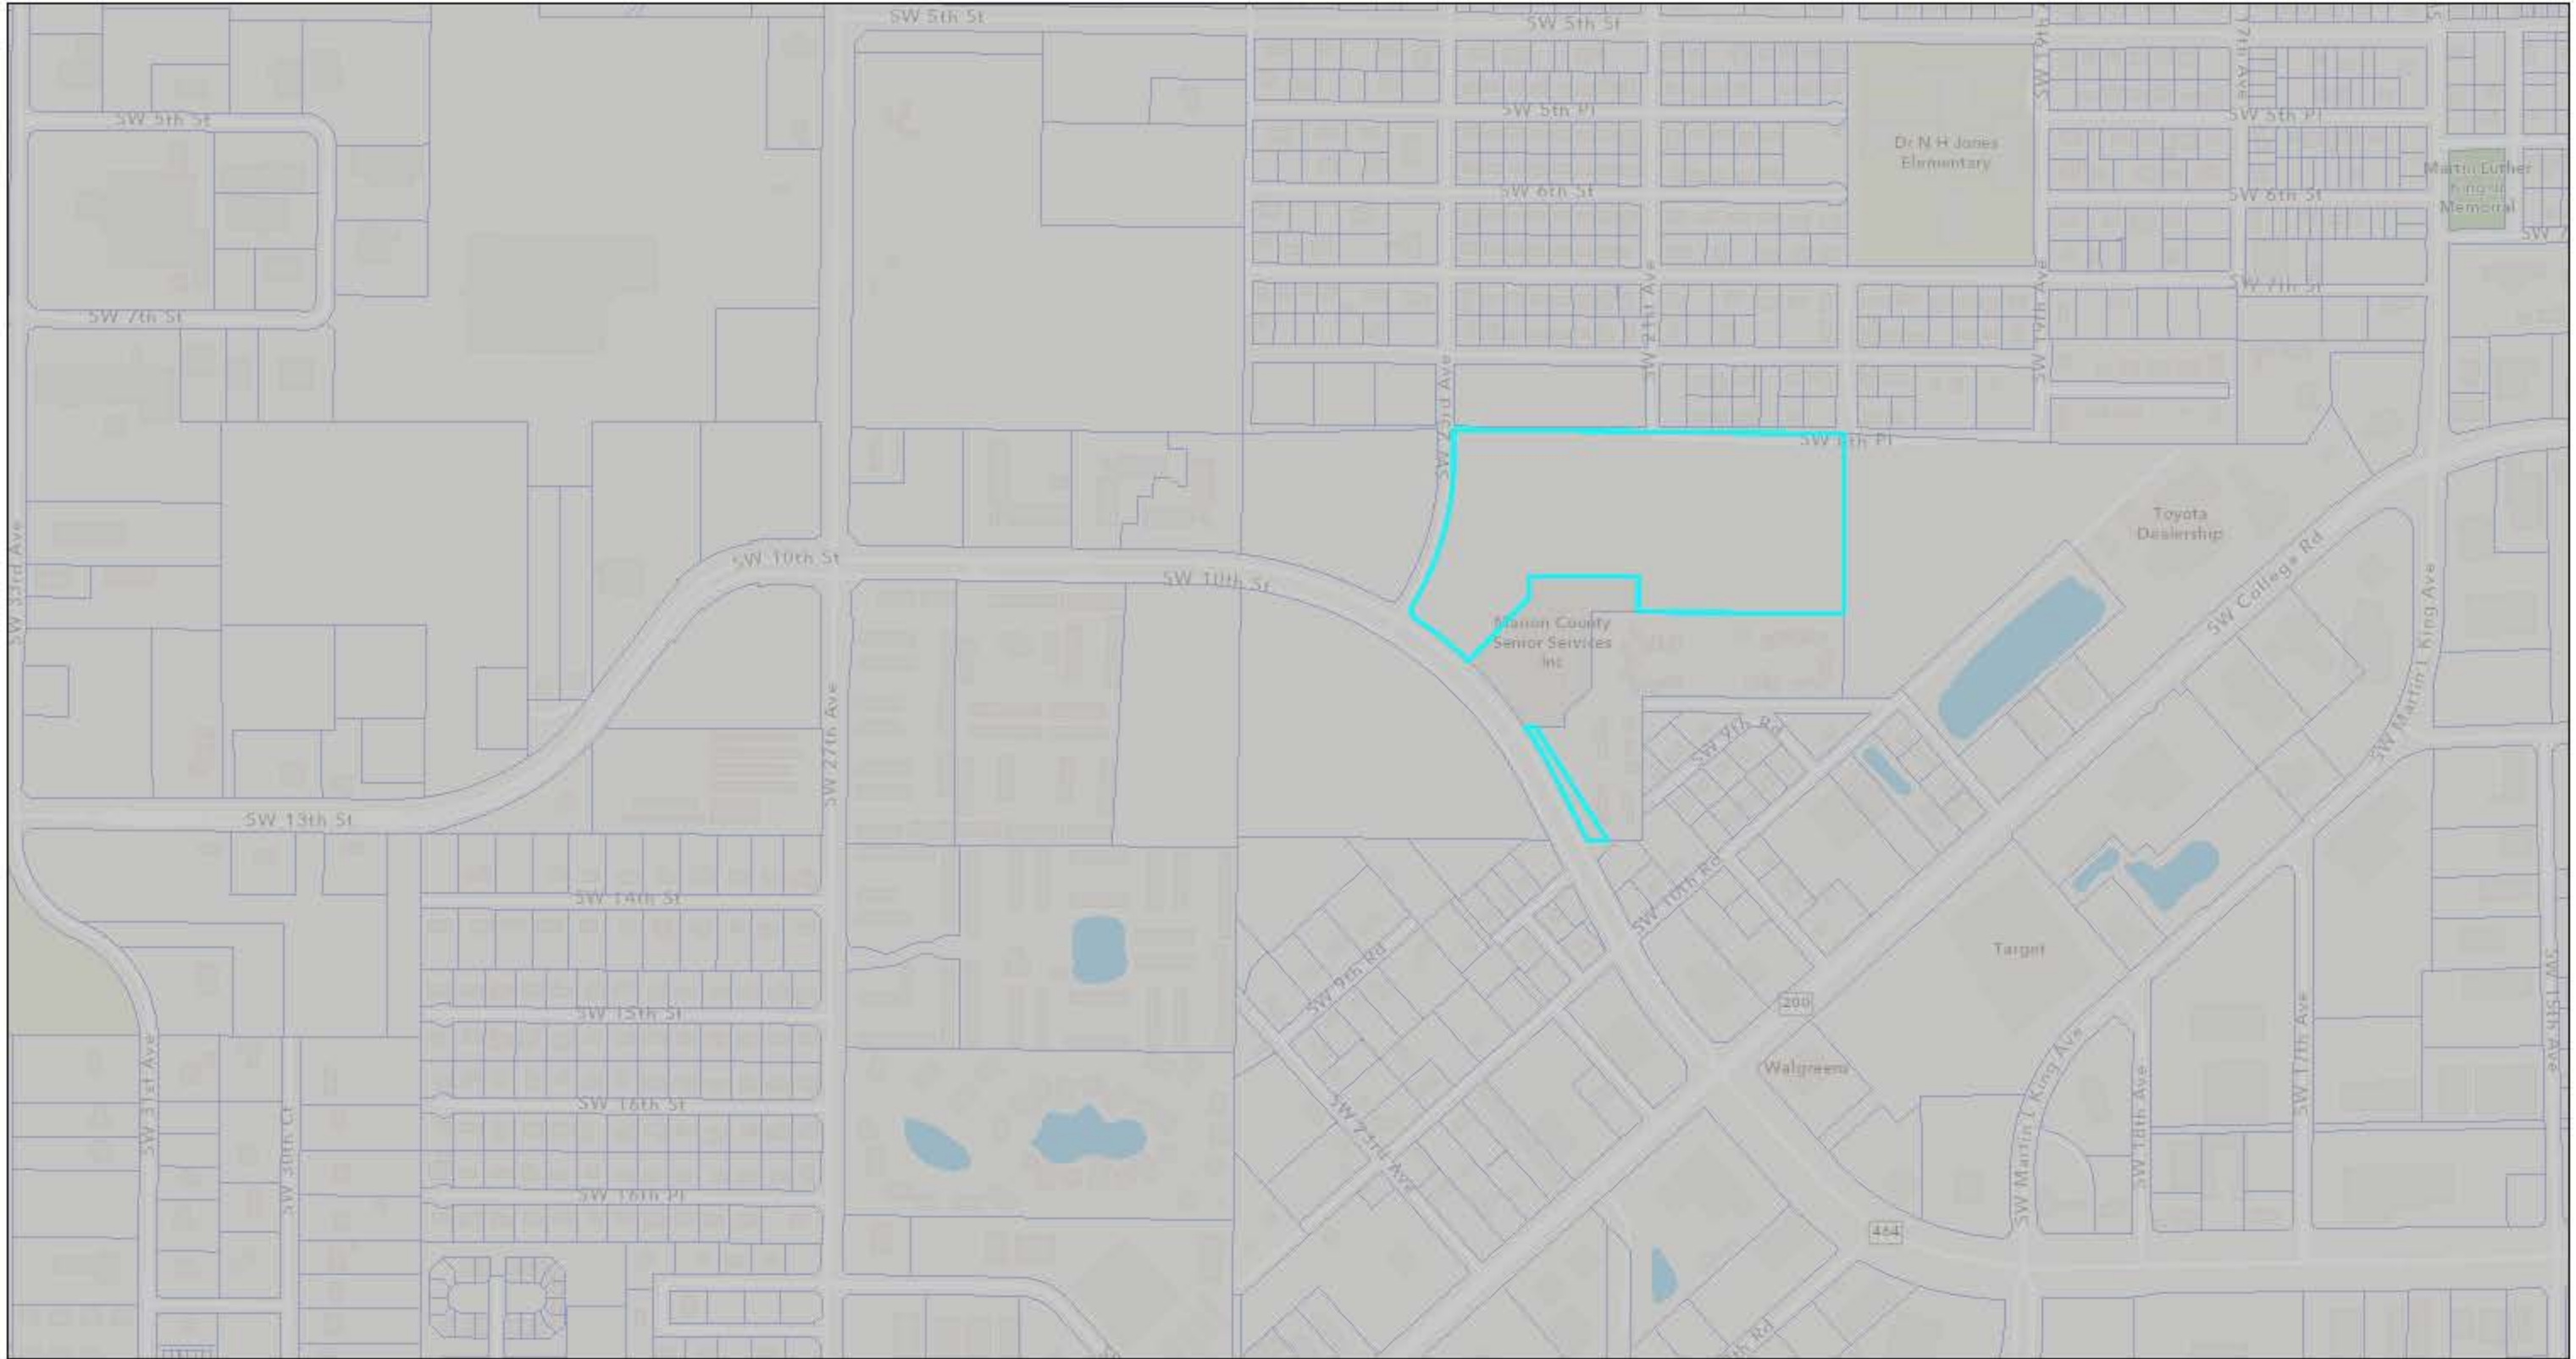 SW 5th St
SW 5th St
SW 5th St
SW 5th Pl
SW 5th Pl
SW 6th St
SW 6th St
Dr N H Jones
Elementary
Martin Luther
King Jr
Memorial
SW 7th St
SW 7th St
SW 19th Ave
SW 21st Ave
SW 23rd Ave
SW 23rd Ave
SW 8th Pl
SW 33rd Ave
SW 10th St
SW 10th St
Toyota
Dealership
SW College Rd
SW Martin L King Ave
Marion County
Senior Services
Inc
SW 27th Ave
SW 9th Rd
SW 13th St
SW 10th Rd
SW 14th St
SW 9th Rd
Target
SW 15th St
200
SW 17th Ave
SW 15th Ave
SW 31st Ave
SW 30th Ct
SW 16th St
Walgreens
SW Martin L King Ave
SW 18th Ave
SW 23rd Ave
SW 16th Pl
464